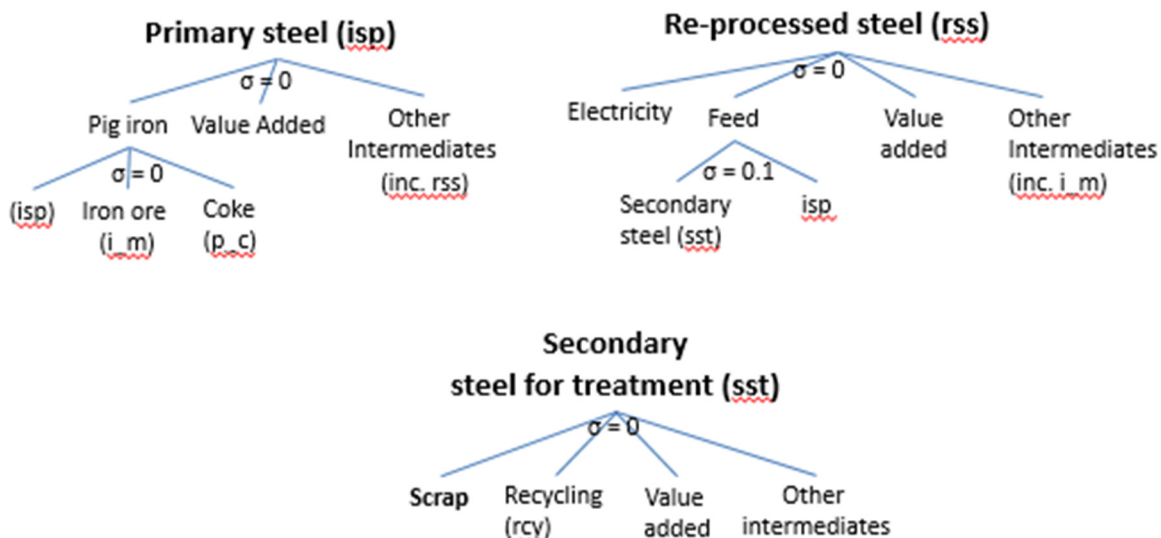 Primary steel (isp)
σ = 0
Pig iron
Value Added
Other
Intermediates
(inc. rss)
σ = 0
(isp)
Iron ore
(i_m)
Coke
(p_c)
Re-processed steel (rss)
σ = 0
Electricity
Feed
Value
added
Other
Intermediates
(inc. i_m)
σ = 0.1
Secondary
steel (sst)
isp
Secondary
steel for treatment (sst)
σ = 0
Scrap
Recycling
(rcy)
Value
added
Other
intermediates